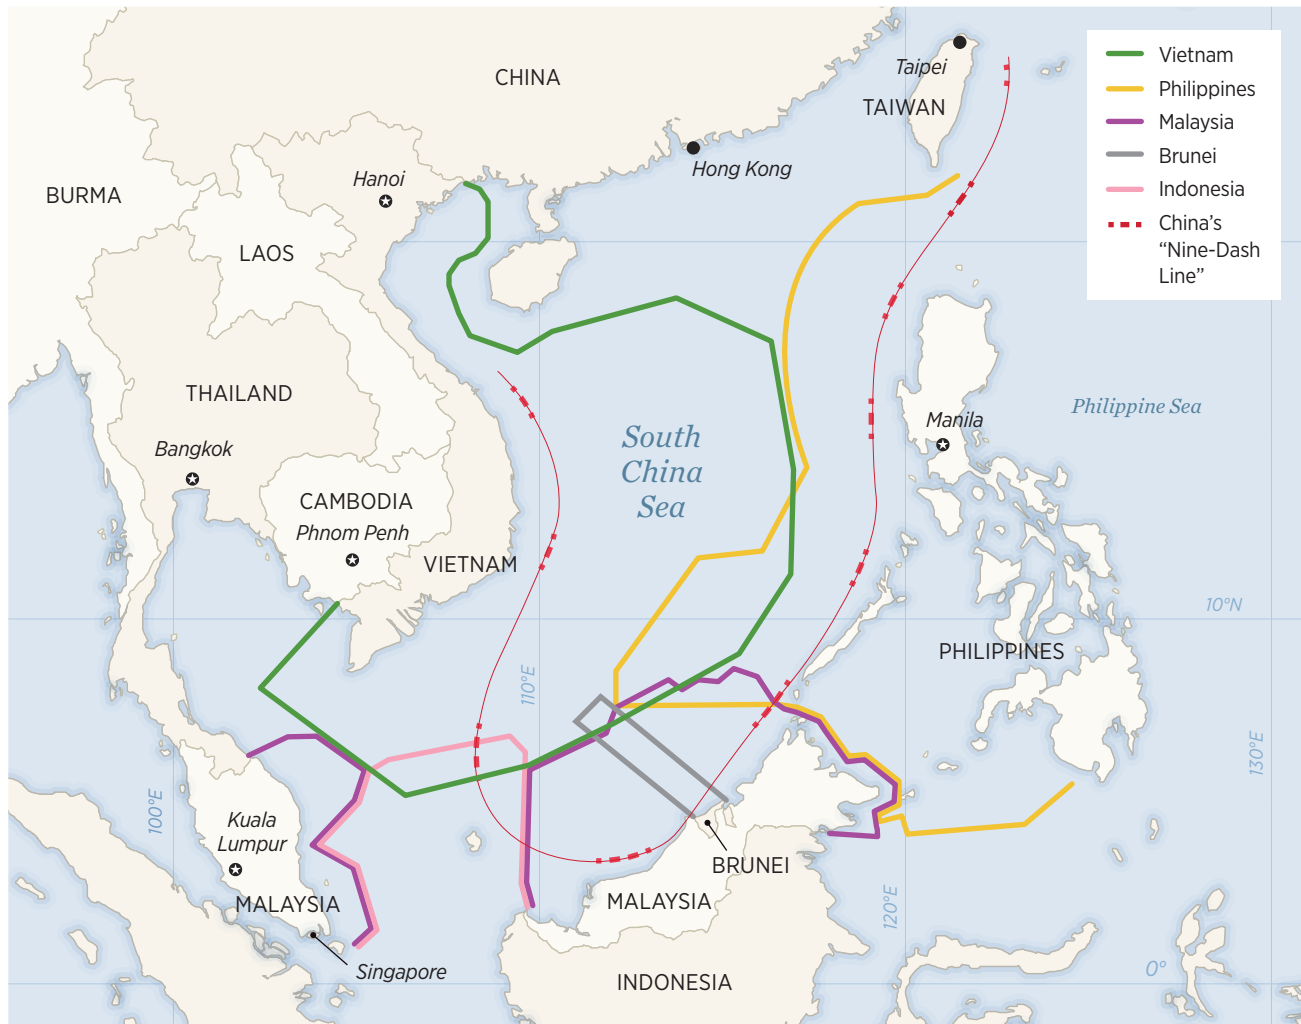 Vietnam
Philippines
Malaysia
Brunei
Indonesia
China's
"Nine-Dash
Line"
Taipei
TAIWAN
CHINA
Hong Kong
Hanoi
BURMA
LAOS
THAILAND
Bangkok
CAMBODIA
Phnom Penh
VIETNAM
South
China
Sea
Philippine Sea
Manila
10°N
PHILIPPINES
110°E
130°E
100°E
Kuala
Lumpur
MALAYSIA
BRUNEI
MALAYSIA
120°E
Singapore
INDONESIA
0°